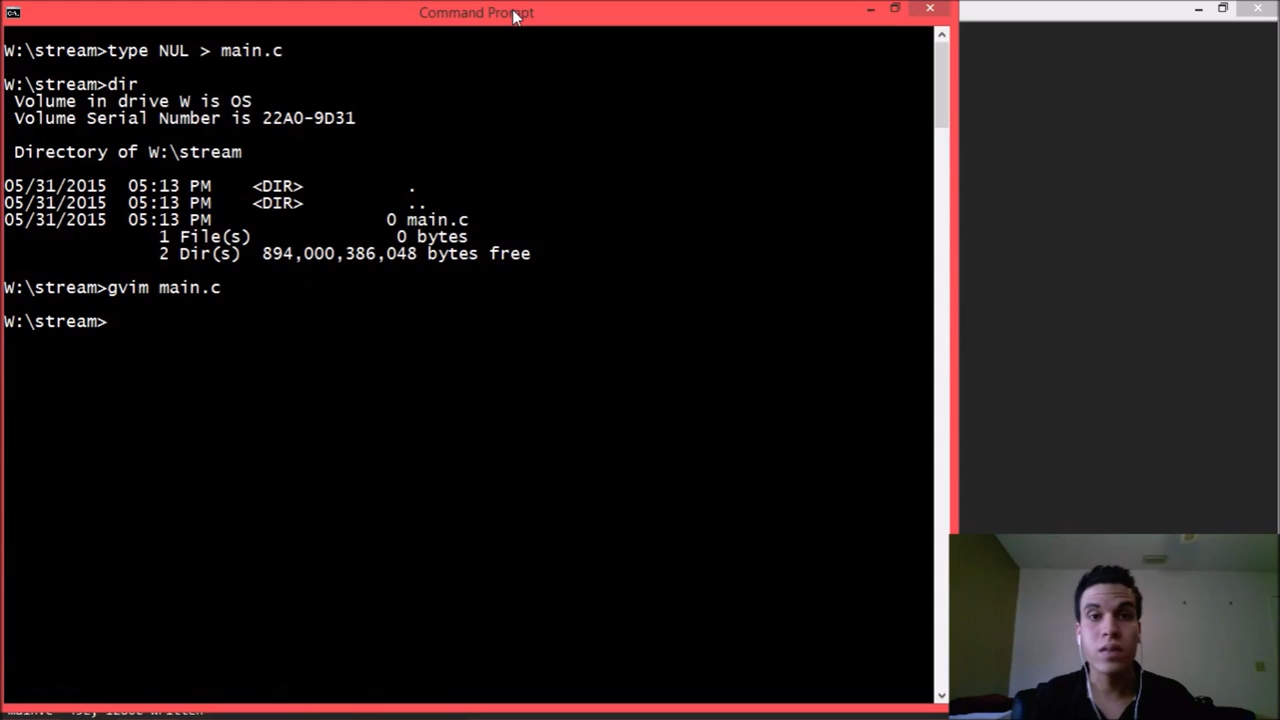 Command Prompt
W:\stream>type NUL > main.c
W:\stream>dir
Volume in drive W is OS
Volume Serial Number is 22A0-9D31
Directory of W:\stream
05/31/2015 05:13 PM <DIR> .
05/31/2015 05:13 PM <DIR> ..
05/31/2015 05:13 PM 0 main.c
1 File(s) 0 bytes
2 Dir(s) 894,000,386,048 bytes free
W:\stream>gvim main.c
W:\stream>